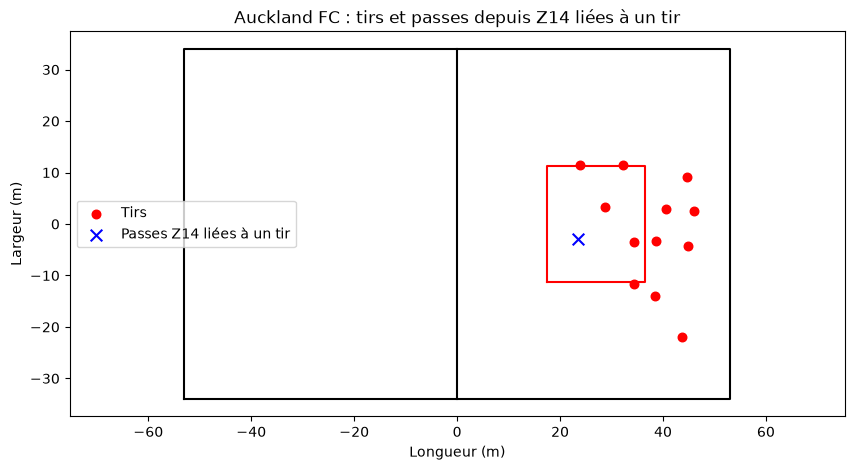 Auckland FC : tirs et passes depuis Z14 liées à un tir
30
20
10
0
−10
−20
−30
Largeur (m)
Tirs
Passes Z14 liées à un tir
−60
−40
−20
0
20
40
60
Longueur (m)